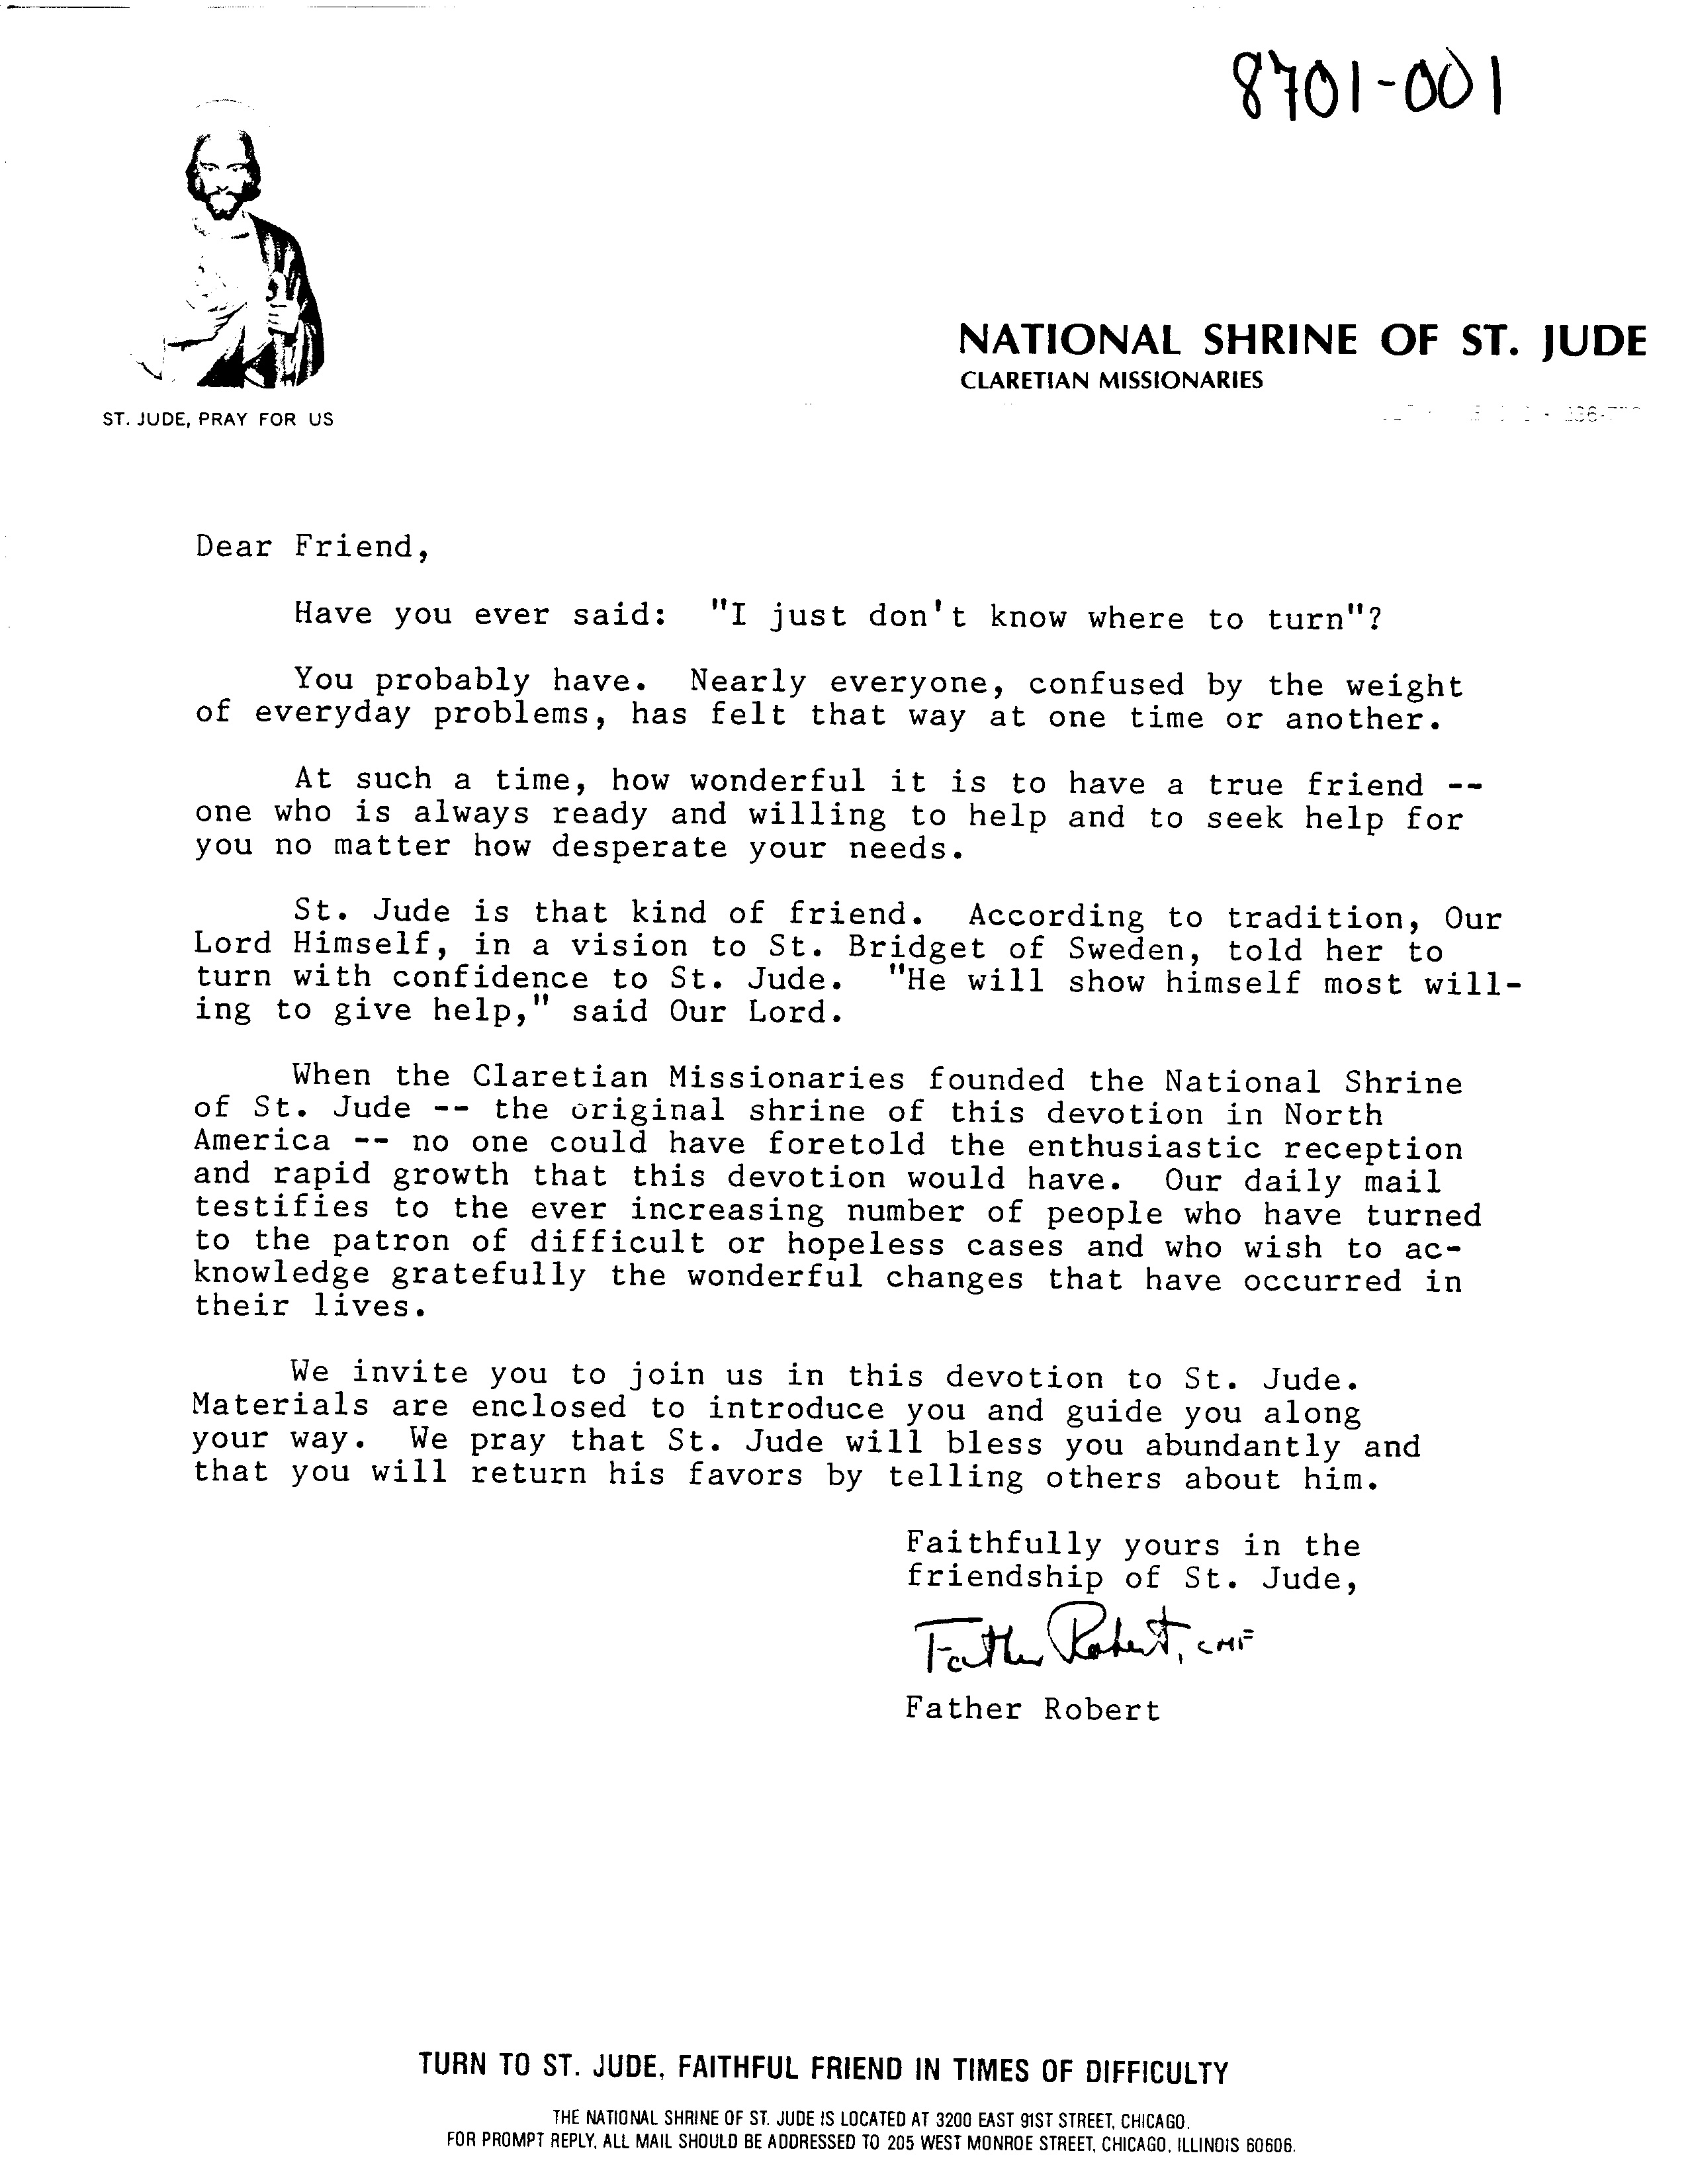 8701-001
NATIONAL SHRINE OF ST. JUDE
CLARETIAN MISSIONARIES
ST. JUDE, PRAY FOR US
Dear Friend,
Have you ever said: "I just don't know where to turn"?
You probably have. Nearly everyone, confused by the weight
of everyday problems, has felt that way at one time or another.
At such a time, how wonderful it is to have a true friend --
one who is always ready and willing to help and to seek help for
you no matter how desperate your needs.
St. Jude is that kind of friend. According to tradition, Our
Lord Himself, in a vision to St. Bridget of Sweden, told her to
turn with confidence to St. Jude. "He will show himself most will-
ing to give help," said Our Lord.
When the Claretian Missionaries founded the National Shrine
of St. Jude -- the original shrine of this devotion in North
America -- no one could have foretold the enthusiastic reception
and rapid growth that this devotion would have. Our daily mail
testifies to the ever increasing number of people who have turned
to the patron of difficult or hopeless cases and who wish to ac-
knowledge gratefully the wonderful changes that have occurred in
their lives.
We invite you to join us in this devotion to St. Jude.
Materials are enclosed to introduce you and guide you along
your way. We pray that St. Jude will bless you abundantly and
that you will return his favors by telling others about him.
Faithfully yours in the
friendship of St. Jude,
Father Robert, CMF
Father Robert
TURN TO ST. JUDE, FAITHFUL FRIEND IN TIMES OF DIFFICULTY
THE NATIONAL SHRINE OF ST. JUDE IS LOCATED AT 3200 EAST 91ST STREET, CHICAGO.
FOR PROMPT REPLY, ALL MAIL SHOULD BE ADDRESSED TO 205 WEST MONROE STREET, CHICAGO, ILLINOIS 60606.